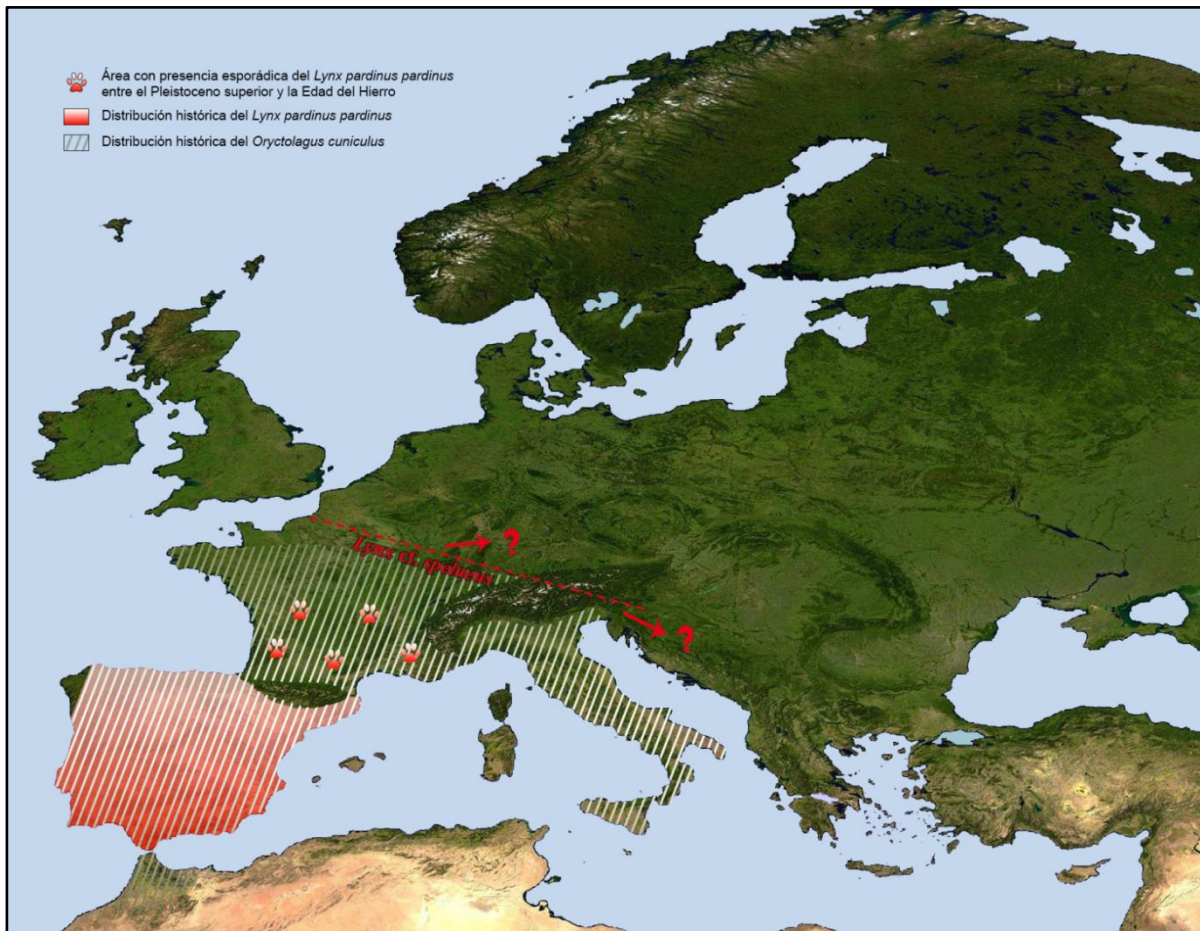 Área con presencia esporádica del Lynx pardinus pardinus
entre el Pleistoceno superior y la Edad del Hierro
Distribución histórica del Lynx pardinus pardinus
Distribución histórica del Oryctolagus cuniculus
?
Lynx cf. spelaeus
?